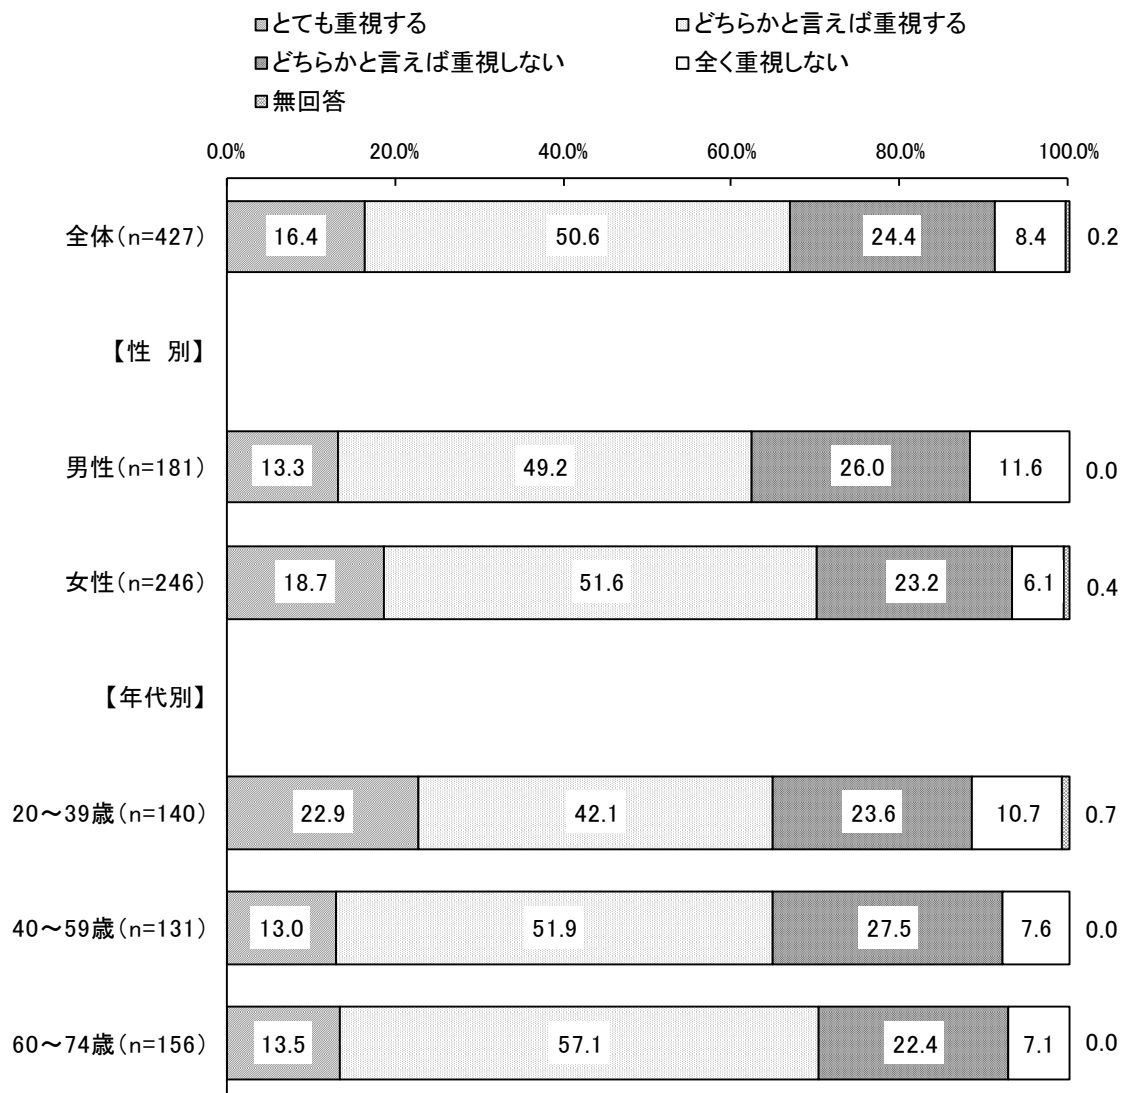 とても重視する どちらかと言えば重視する
どちらかと言えば重視しない 全く重視しない
無回答
0.0% 20.0% 40.0% 60.0% 80.0% 100.0%
全体(n=427) 16.4 50.6 24.4 8.4 0.2
【性 別】
男性(n=181) 13.3 49.2 26.0 11.6 0.0
女性(n=246) 18.7 51.6 23.2 6.1 0.4
【年代別】
20～39歳(n=140) 22.9 42.1 23.6 10.7 0.7
40～59歳(n=131) 13.0 51.9 27.5 7.6 0.0
60～74歳(n=156) 13.5 57.1 22.4 7.1 0.0